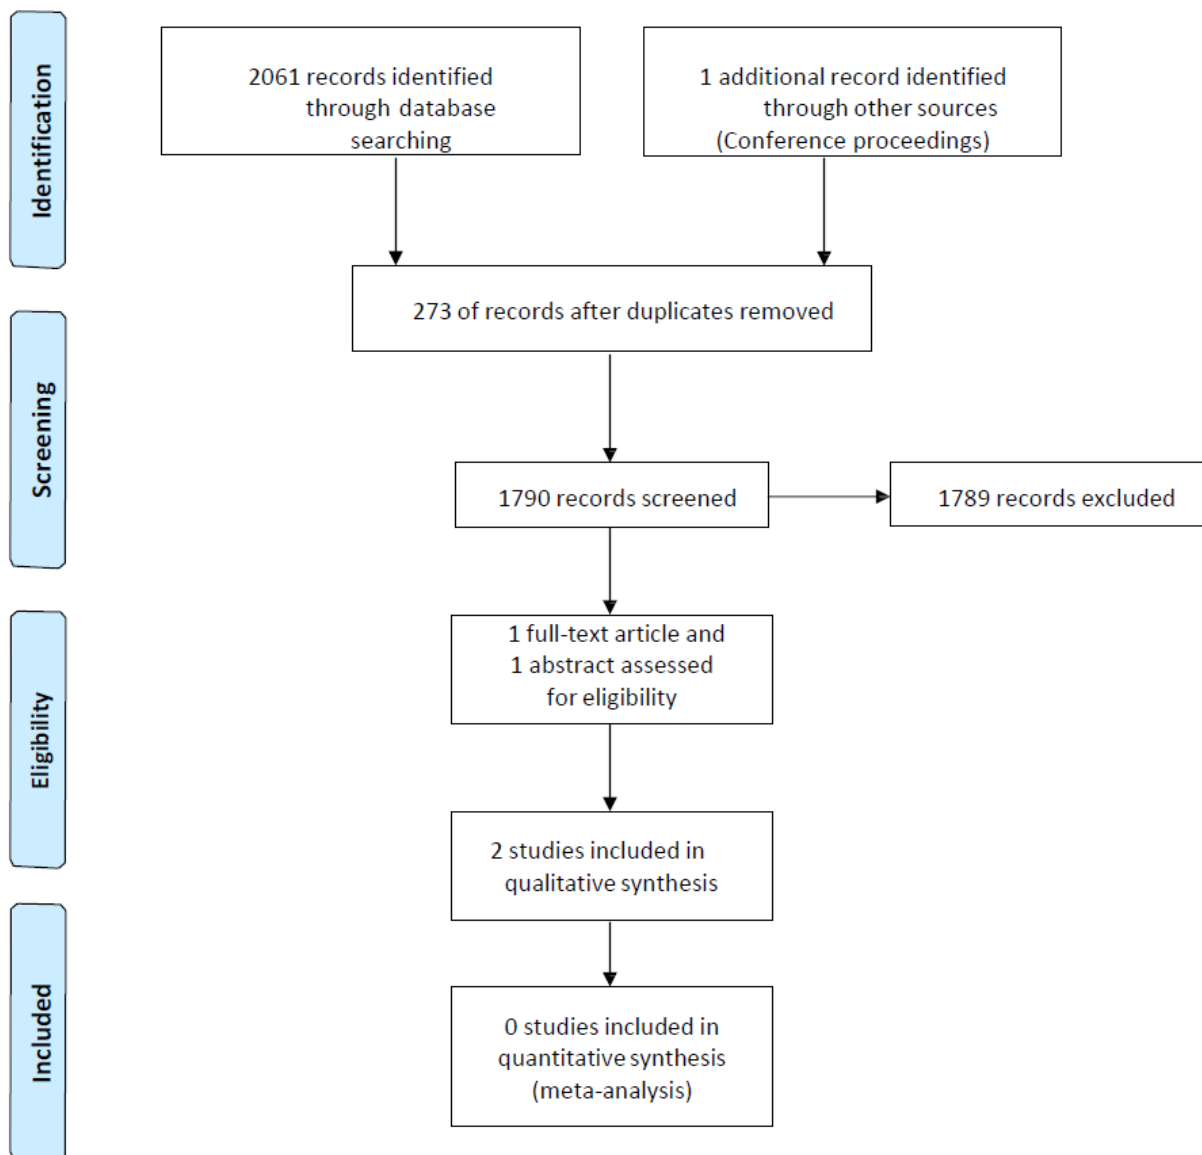 Identification
2061 records identified
through database
searching
1 additional record identified
through other sources
(Conference proceedings)
273 of records after duplicates removed
Screening
1790 records screened
1789 records excluded
Eligibility
1 full-text article and
1 abstract assessed
for eligibility
2 studies included in
qualitative synthesis
Included
0 studies included in
quantitative synthesis
(meta-analysis)